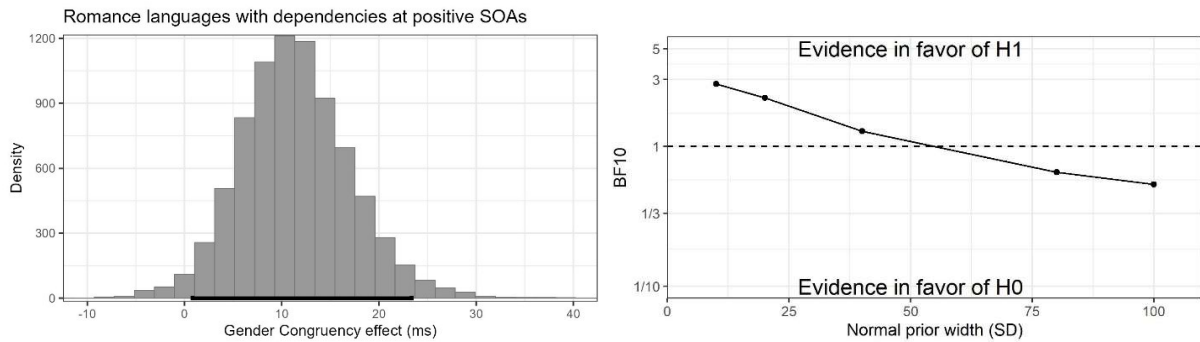 Romance languages with dependencies at positive SOAs
1200
900
600
300
0
Density
-10 0 10 20 30 40
Gender Congruency effect (ms)
5
3
1
1/3
1/10
BF10
Evidence in favor of H1
Evidence in favor of H0
0 25 50 75 100
Normal prior width (SD)